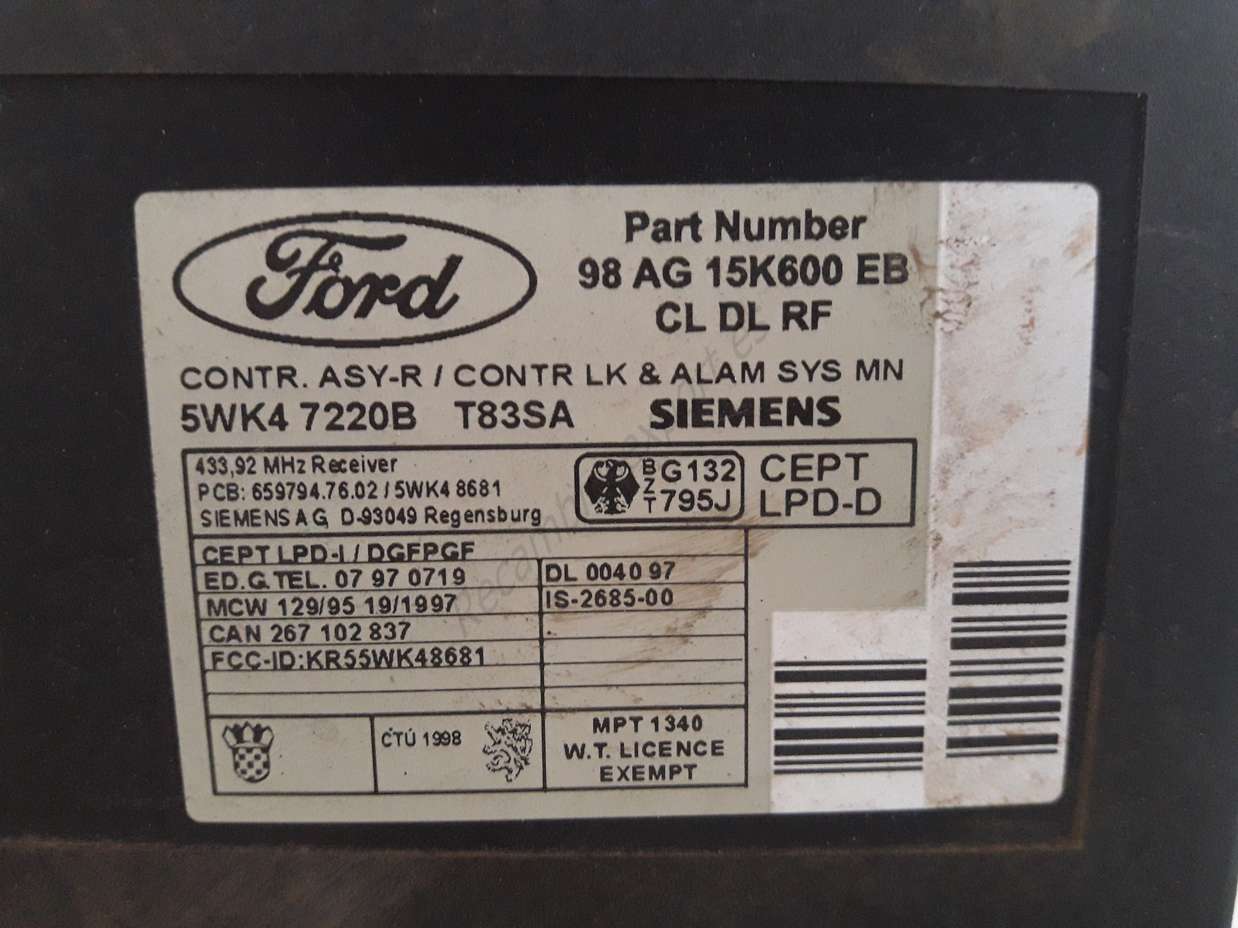 Ford
Part Number
98 AG 15K600 EB
CL DL RF
CONTR. ASY-R / CONTR LK & ALAM SYS MN
5WK4 7220B T83SA SIEMENS
433,92 MHz Receiver
PCB: 659794.76.02 / 5WK4 8681
SIEMENS AG, D-93049 Regensburg
BZT
G132
795J
CEPT
LPD-D
CEPT LPD-I / DGFPGF
ED.G.TEL. 07 97 0719
DL 0040 97
MCW 129/95 19/1997
IS-2685-00
CAN 267 102 837
FCC-ID:KR55WK48681
ČTÚ 1998
MPT 1340
W.T. LICENCE
EXEMPT